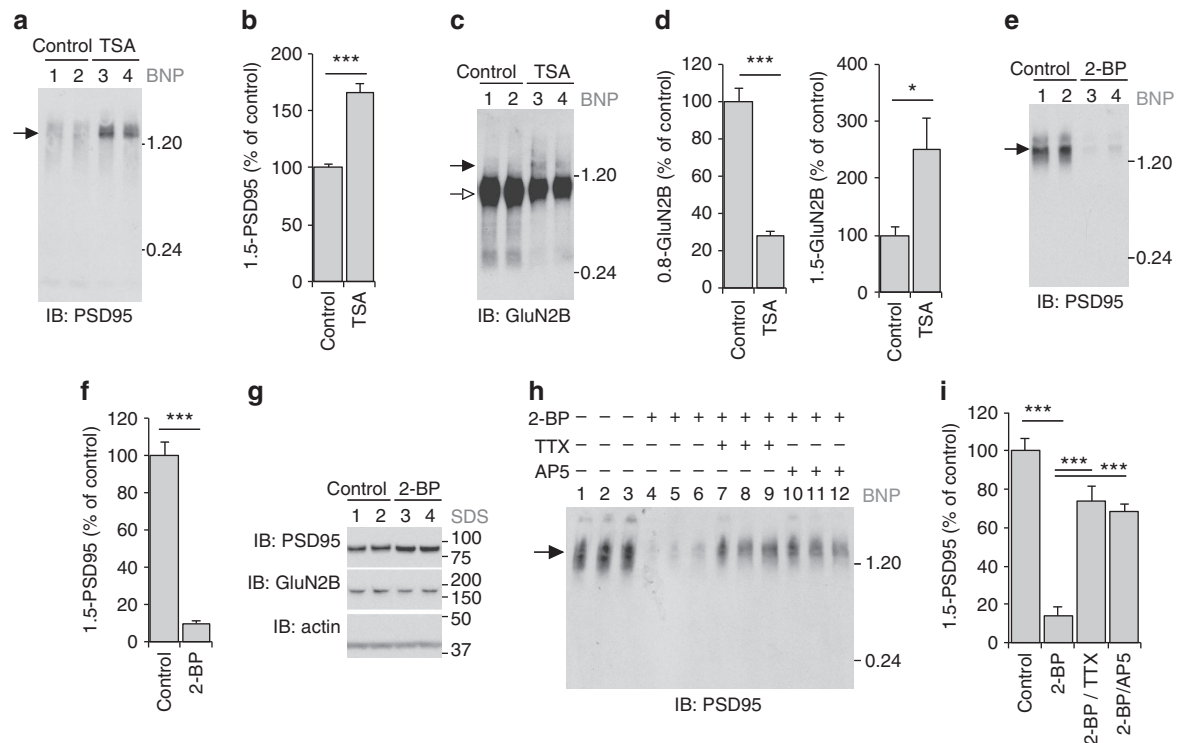 a
Control TSA
1 2 3 4 BNP
1.20
0.24
IB: PSD95
b
***
1.5-PSD95 (% of control)
200
150
100
50
0
Control
TSA
c
Control TSA
1 2 3 4 BNP
1.20
0.24
IB: GluN2B
d
***
0.8-GluN2B (% of control)
120
100
80
60
40
20
0
Control
TSA
*
1.5-GluN2B (% of control)
400
300
200
100
0
Control
TSA
e
Control 2-BP
1 2 3 4 BNP
1.20
0.24
IB: PSD95
f
***
1.5-PSD95 (% of control)
120
100
80
60
40
20
0
Control
2-BP
g
Control 2-BP
1 2 3 4 SDS
IB: PSD95
100
75
IB: GluN2B
200
150
IB: actin
50
37
h
2-BP – – – + + + + + + + + +
TTX – – – – – – + + + – – –
AP5 – – – – – – – – – + + +
1 2 3 4 5 6 7 8 9 10 11 12 BNP
1.20
0.24
IB: PSD95
i
***
*** ***
1.5-PSD95 (% of control)
120
100
80
60
40
20
0
Control
2-BP
2-BP / TTX
2-BP/AP5